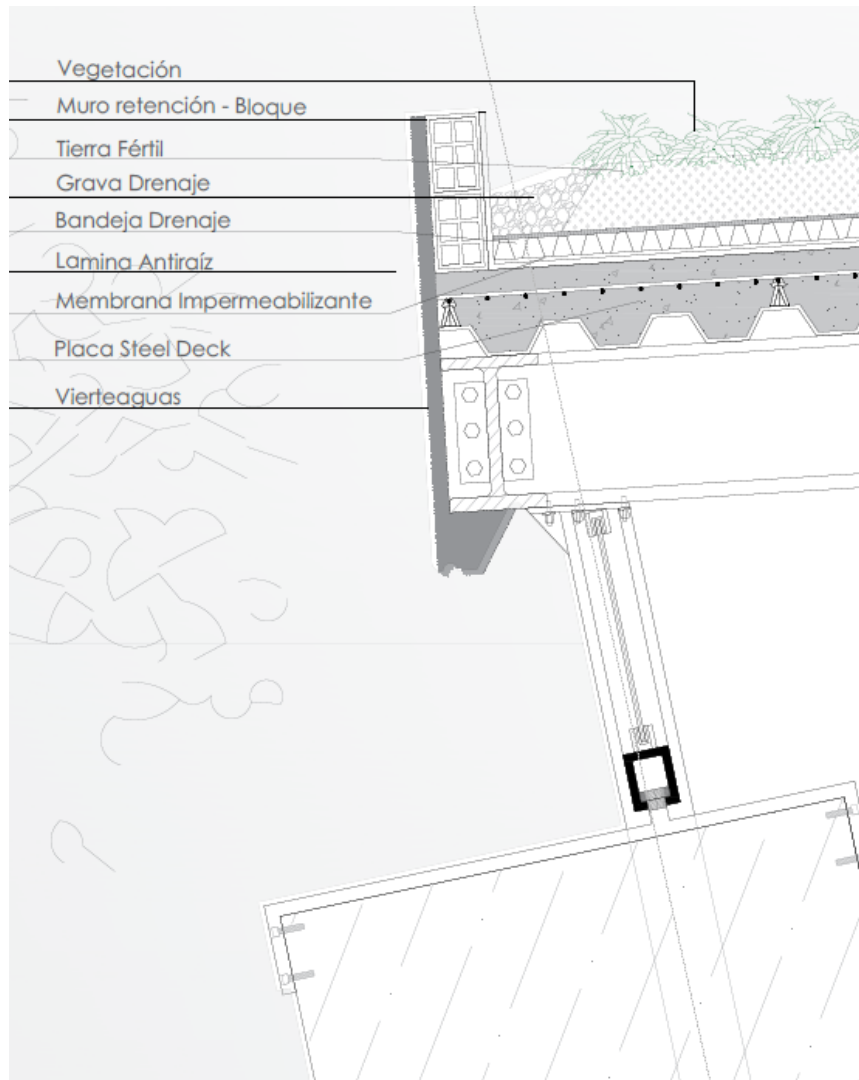 Vegetación
Muro retención - Bloque
Tierra Fértil
Grava Drenaje
Bandeja Drenaje
Lamina Antiraíz
Membrana Impermeabilizante
Placa Steel Deck
Vierteaguas